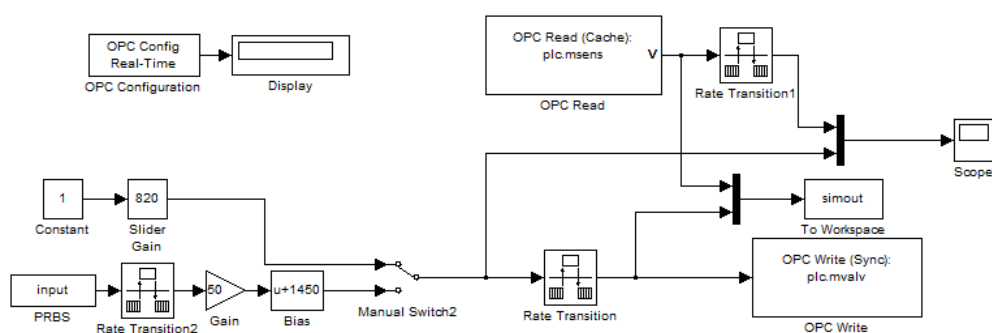 OPC Config
Real-Time
OPC Configuration
Display
OPC Read (Cache):
plc.msens
V
OPC Read
Rate Transition1
Scope
1
Constant
820
Slider
Gain
simout
To Workspace
input
PRBS
Rate Transition2
50
Gain
u+1450
Bias
Manual Switch2
Rate Transition
OPC Write (Sync):
plc.mvalv
OPC Write